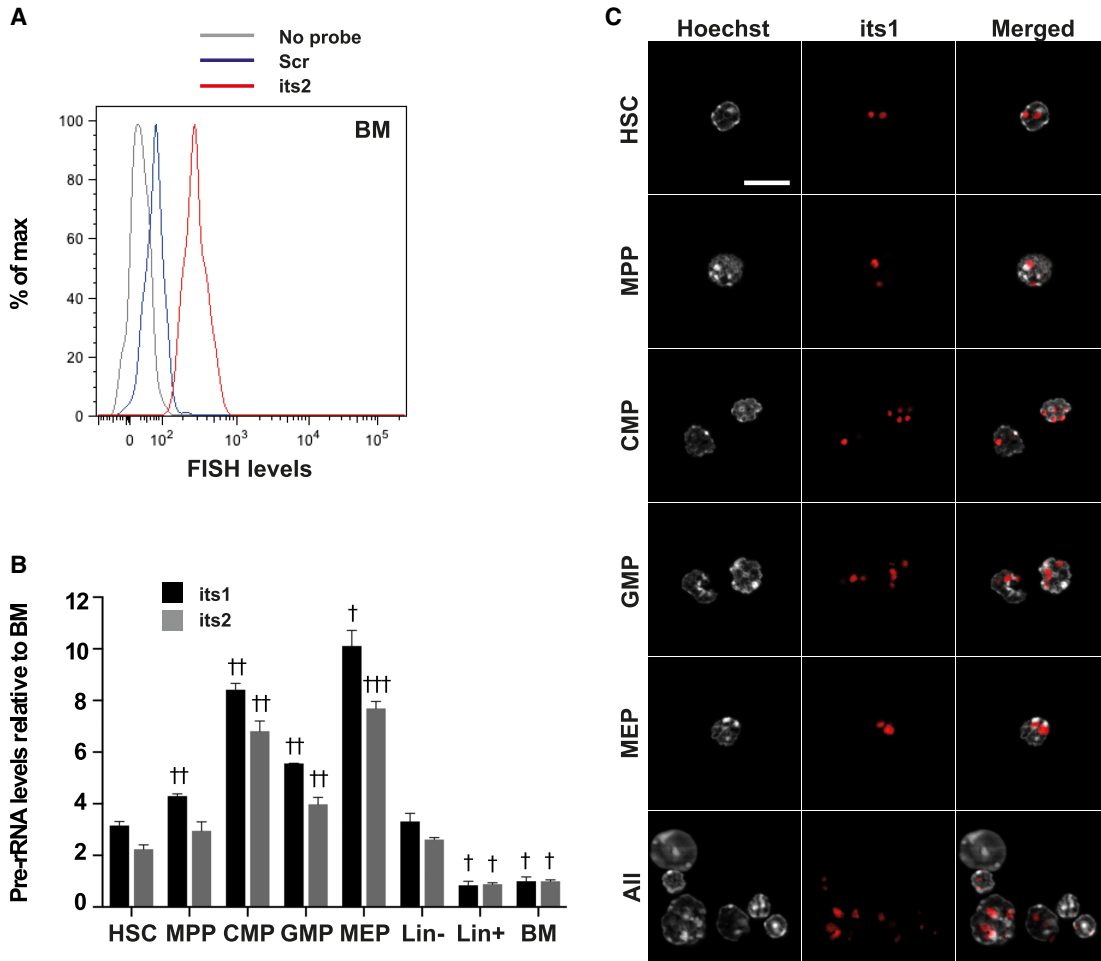 A
No probe
Scr
its2
BM
100
80
60
40
20
0
% of max
0 10² 10³ 10⁴ 10⁵
FISH levels
B
its1
its2
Pre-rRNA levels relative to BM
12
10
8
6
4
2
0
†† †† †† †† †† † ††† † † † †
HSC MPP CMP GMP MEP Lin- Lin+ BM
C
Hoechst its1 Merged
HSC
MPP
CMP
GMP
MEP
All